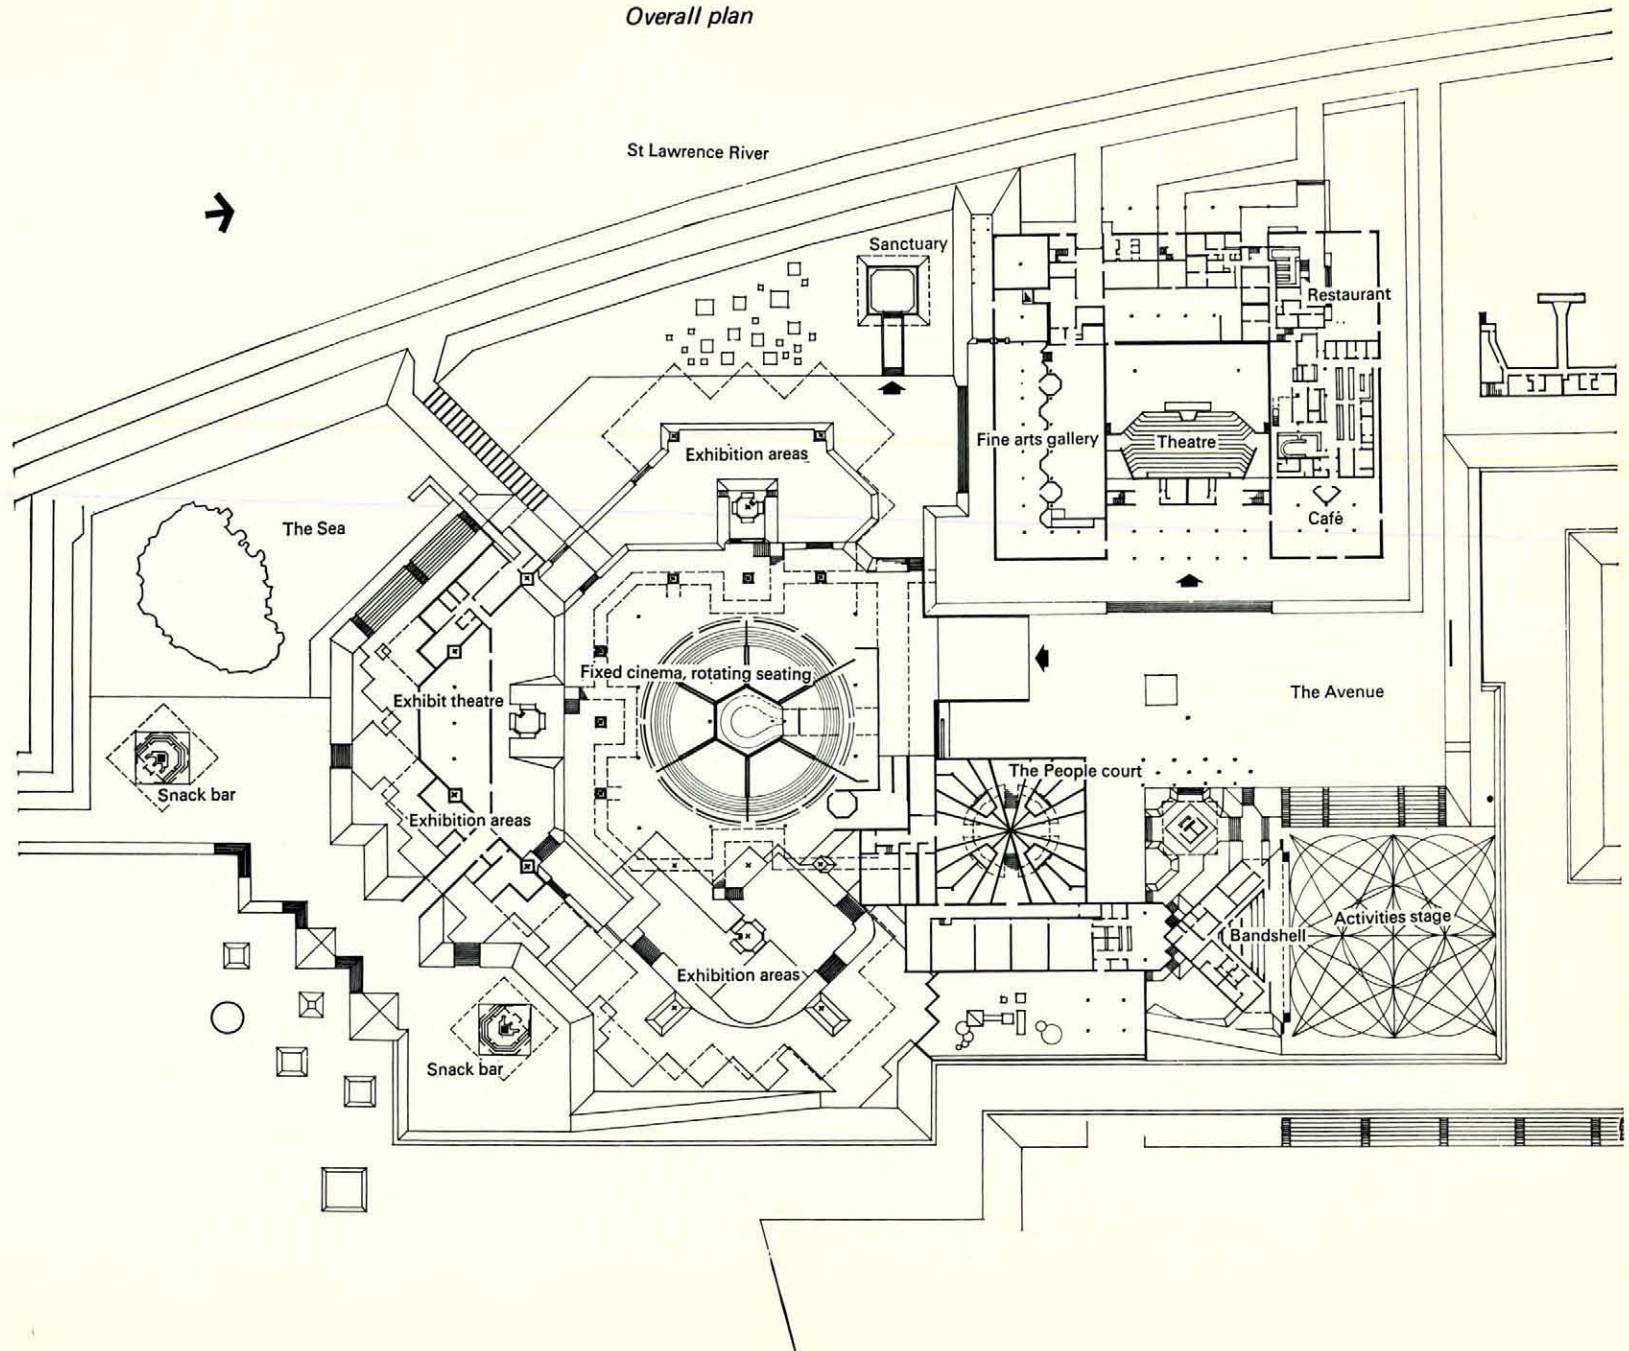 Overall plan
St Lawrence River
Sanctuary
Restaurant
Fine arts gallery
Theatre
Exhibition areas
Café
The Sea
Fixed cinema, rotating seating
Exhibit theatre
The Avenue
The People court
Snack bar
Exhibition areas
Activities stage
Bandshell
Exhibition areas
Snack bar